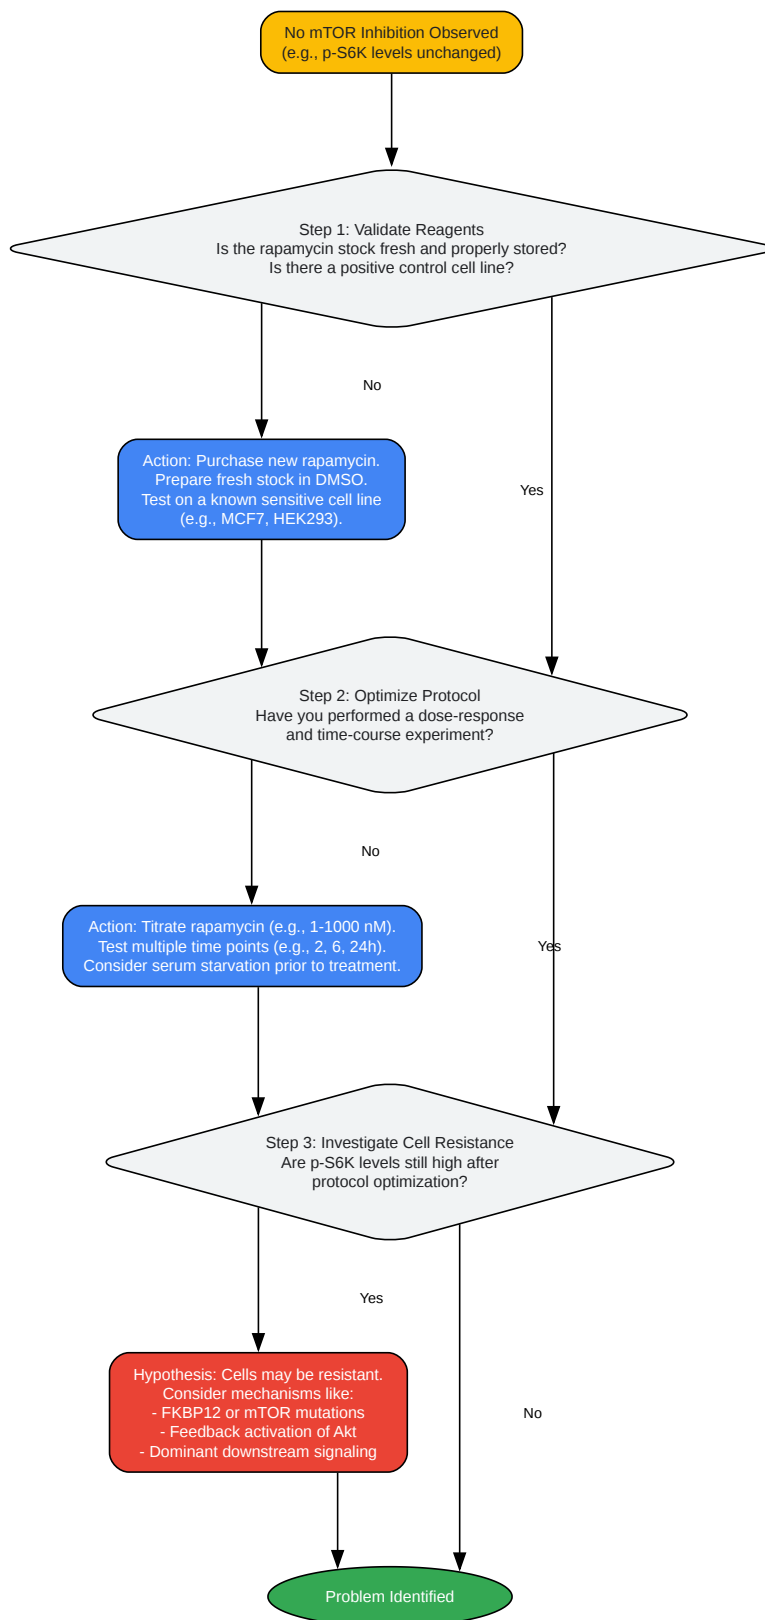 No mTOR Inhibition Observed
(e.g., p-S6K levels unchanged)
Step 1: Validate Reagents
Is the rapamycin stock fresh and properly stored?
Is there a positive control cell line?
No
Action: Purchase new rapamycin.
Prepare fresh stock in DMSO.
Test on a known sensitive cell line
(e.g., MCF7, HEK293).
Yes
Step 2: Optimize Protocol
Have you performed a dose-response
and time-course experiment?
No
Action: Titrate rapamycin (e.g., 1-1000 nM).
Test multiple time points (e.g., 2, 6, 24h).
Consider serum starvation prior to treatment.
Yes
Step 3: Investigate Cell Resistance
Are p-S6K levels still high after
protocol optimization?
Yes
Hypothesis: Cells may be resistant.
Consider mechanisms like:
- FKBP12 or mTOR mutations
- Feedback activation of Akt
- Dominant downstream signaling
No
Problem Identified